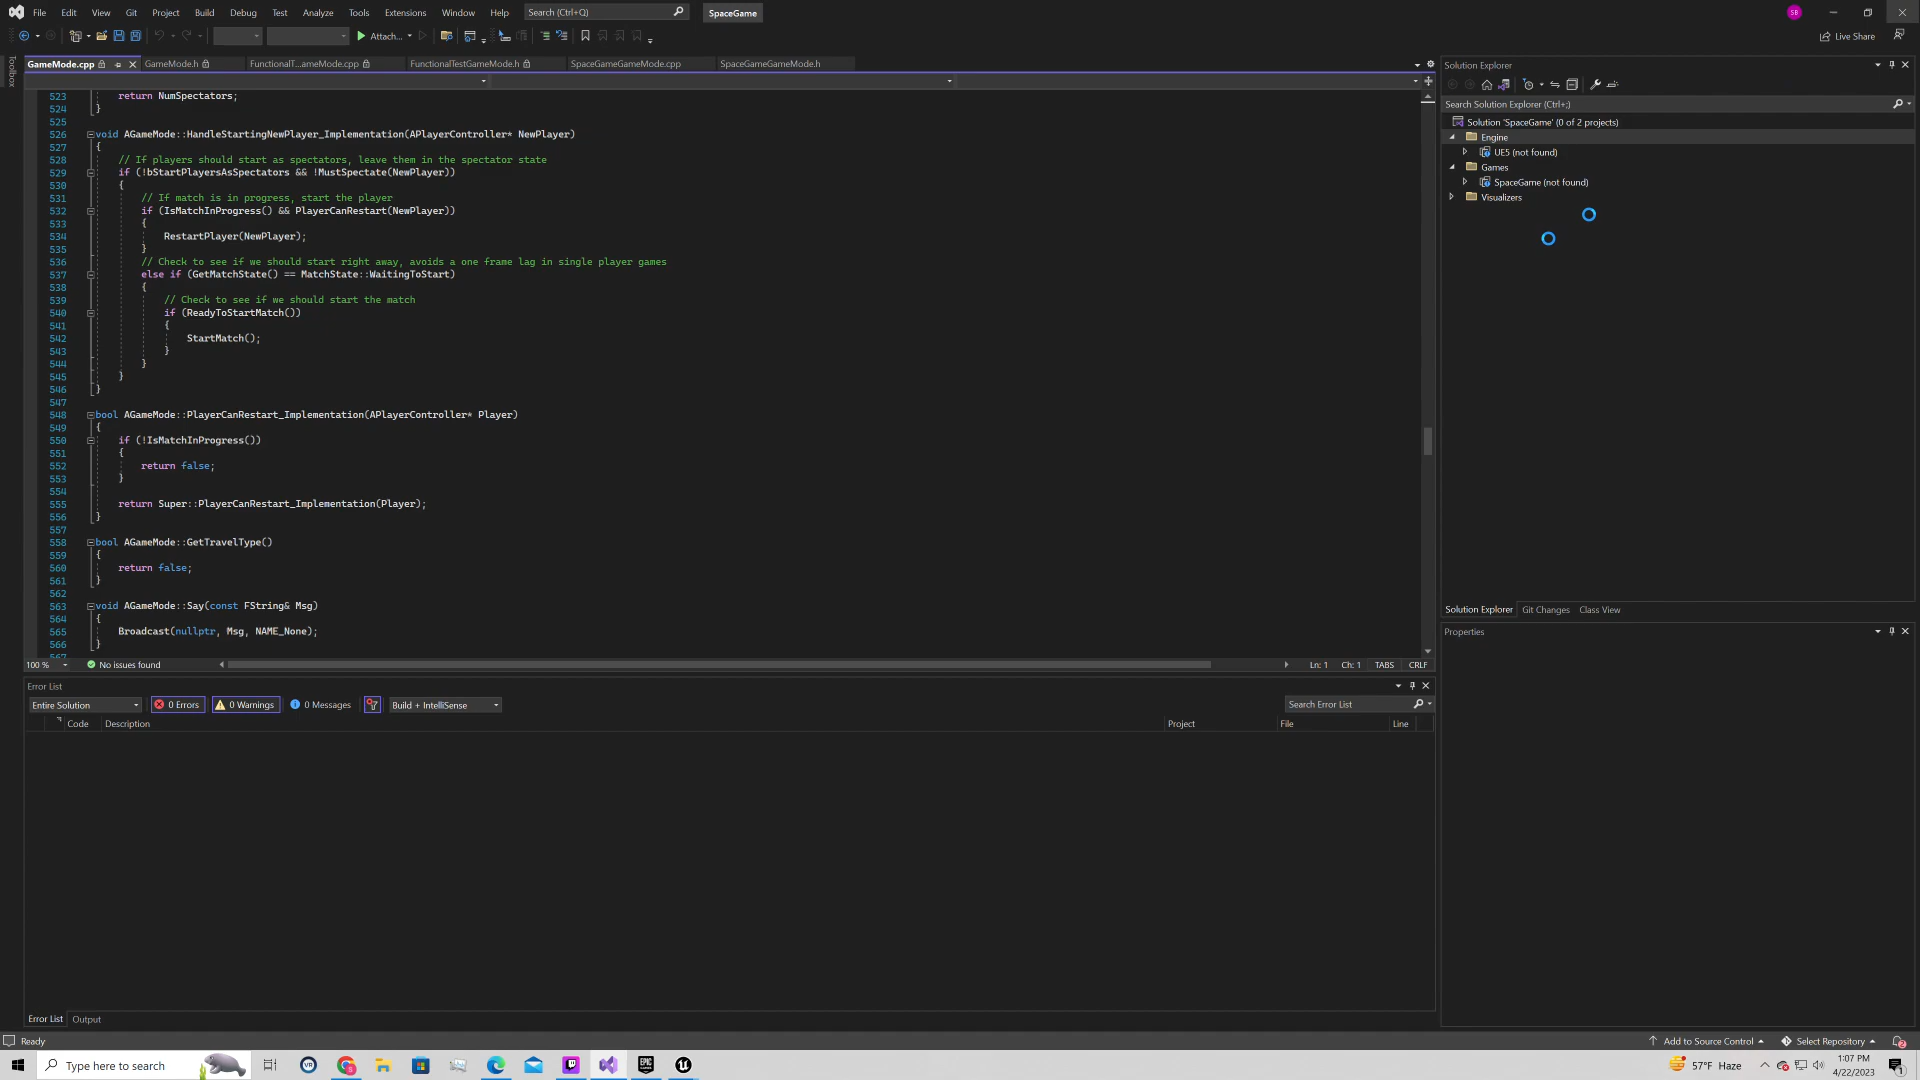 File Edit View Git Project Build Debug Test Analyze Tools Extensions Window Help Search (Ctrl+Q) SpaceGame SB
Attach... Live Share
Toolbox
GameMode.cpp GameMode.h FunctionalT...ameMode.cpp FunctionalTestGameMode.h SpaceGameGameMode.cpp SpaceGameGameMode.h
523 return NumSpectators;
524 }
525
526 void AGameMode::HandleStartingNewPlayer_Implementation(APlayerController* NewPlayer)
527 {
528 // If players should start as spectators, leave them in the spectator state
529 if (!bStartPlayersAsSpectators && !MustSpectate(NewPlayer))
530 {
531 // If match is in progress, start the player
532 if (IsMatchInProgress() && PlayerCanRestart(NewPlayer))
533 {
534 RestartPlayer(NewPlayer);
535 }
536 // Check to see if we should start right away, avoids a one frame lag in single player games
537 else if (GetMatchState() == MatchState::WaitingToStart)
538 {
539 // Check to see if we should start the match
540 if (ReadyToStartMatch())
541 {
542 StartMatch();
543 }
544 }
545 }
546 }
547
548 bool AGameMode::PlayerCanRestart_Implementation(APlayerController* Player)
549 {
550 if (!IsMatchInProgress())
551 {
552 return false;
553 }
554
555 return Super::PlayerCanRestart_Implementation(Player);
556 }
557
558 bool AGameMode::GetTravelType()
559 {
560 return false;
561 }
562
563 void AGameMode::Say(const FString& Msg)
564 {
565 Broadcast(nullptr, Msg, NAME_None);
566 }
100 % No issues found Ln: 1 Ch: 1 TABS CRLF
Error List
Entire Solution 0 Errors 0 Warnings 0 Messages Build + IntelliSense Search Error List
Code Description Project File Line
Error List Output
Solution Explorer
Search Solution Explorer (Ctrl+;)
Solution 'SpaceGame' (0 of 2 projects)
Engine
UE5 (not found)
Games
SpaceGame (not found)
Visualizers
Solution Explorer Git Changes Class View
Properties
Ready Add to Source Control Select Repository 2
Type here to search VR EPIC GAMES 57°F Haze 1:07 PM
4/22/2023 1